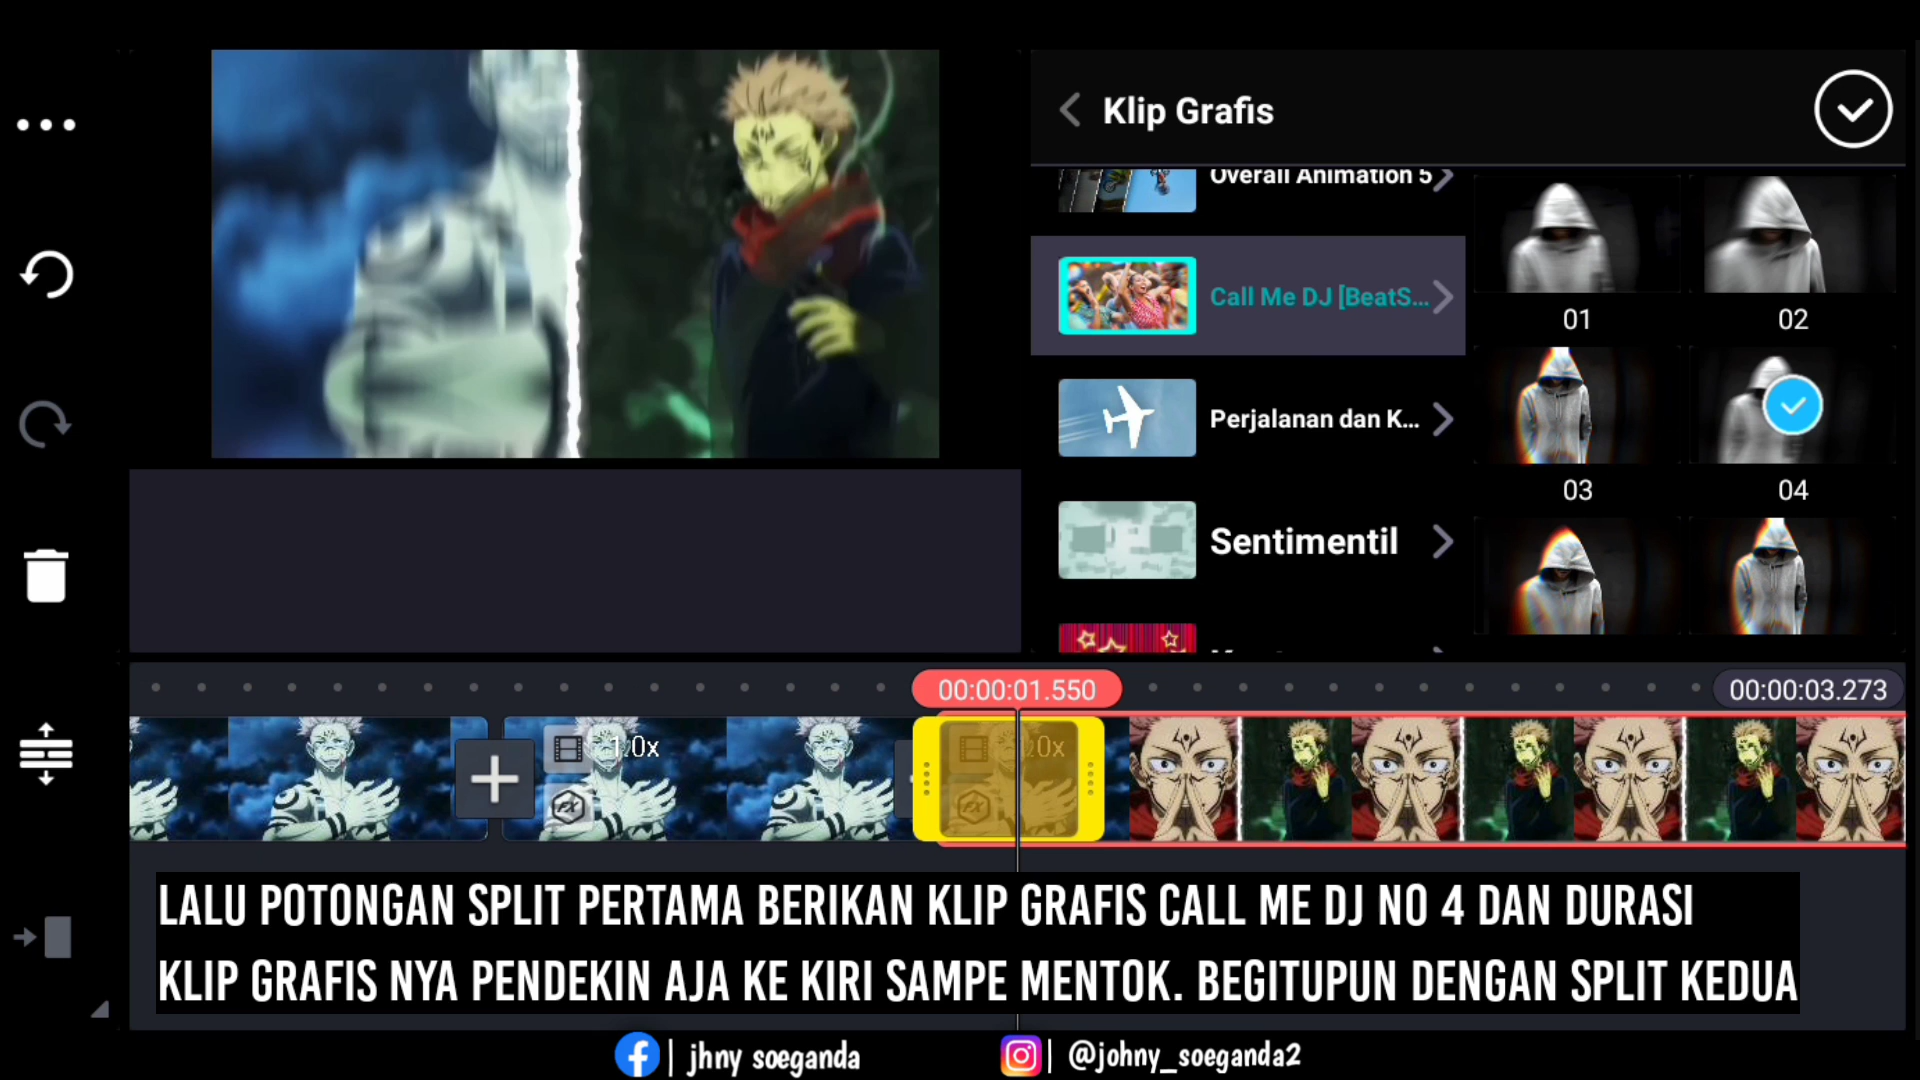 Klip Grafis
Overall Animation 5
Call Me DJ [BeatS...
Perjalanan dan K...
Sentimentil
01
02
03
04
00:00:01.550
00:00:03.273
LALU POTONGAN SPLIT PERTAMA BERIKAN KLIP GRAFIS CALL ME DJ NO 4 DAN DURASI
KLIP GRAFIS NYA PENDEKIN AJA KE KIRI SAMPE MENTOK. BEGITUPUN DENGAN SPLIT KEDUA
| jhny soeganda
| @johny_soeganda2